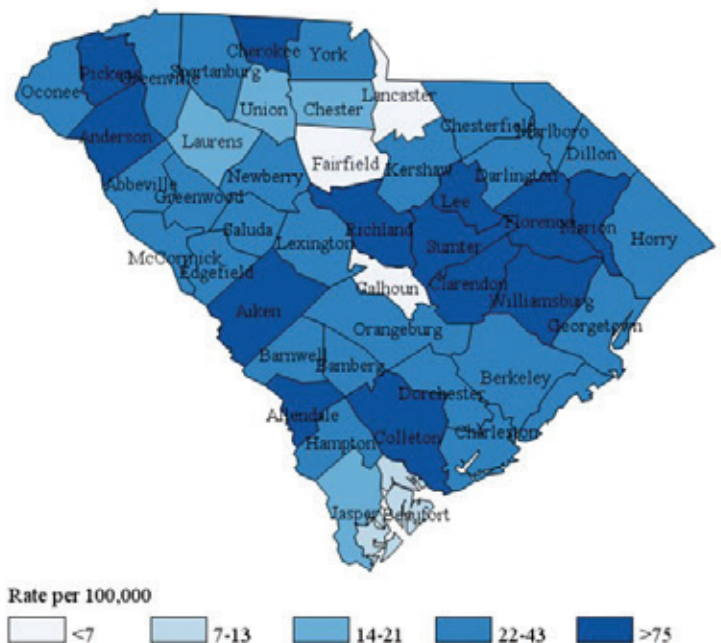 Cherokee
York
Pickens
Greenville
Spartanburg
Oconee
Lancaster
Union
Chester
Chesterfield
Marlboro
Anderson
Laurens
Dillon
Fairfield
Kershaw
Darlington
Abbeville
Newberry
Greenwood
Lee
Florence
Marion
Saluda
Richland
Horry
Lexington
Sumter
McCormick
Edgefield
Calhoun
Clarendon
Williamsburg
Aiken
Georgetown
Orangeburg
Barnwell
Bamberg
Berkeley
Dorchester
Allendale
Charleston
Hampton
Colleton
Jasper
Beaufort
Rate per 100,000
<7 7-13 14-21 22-43 >75